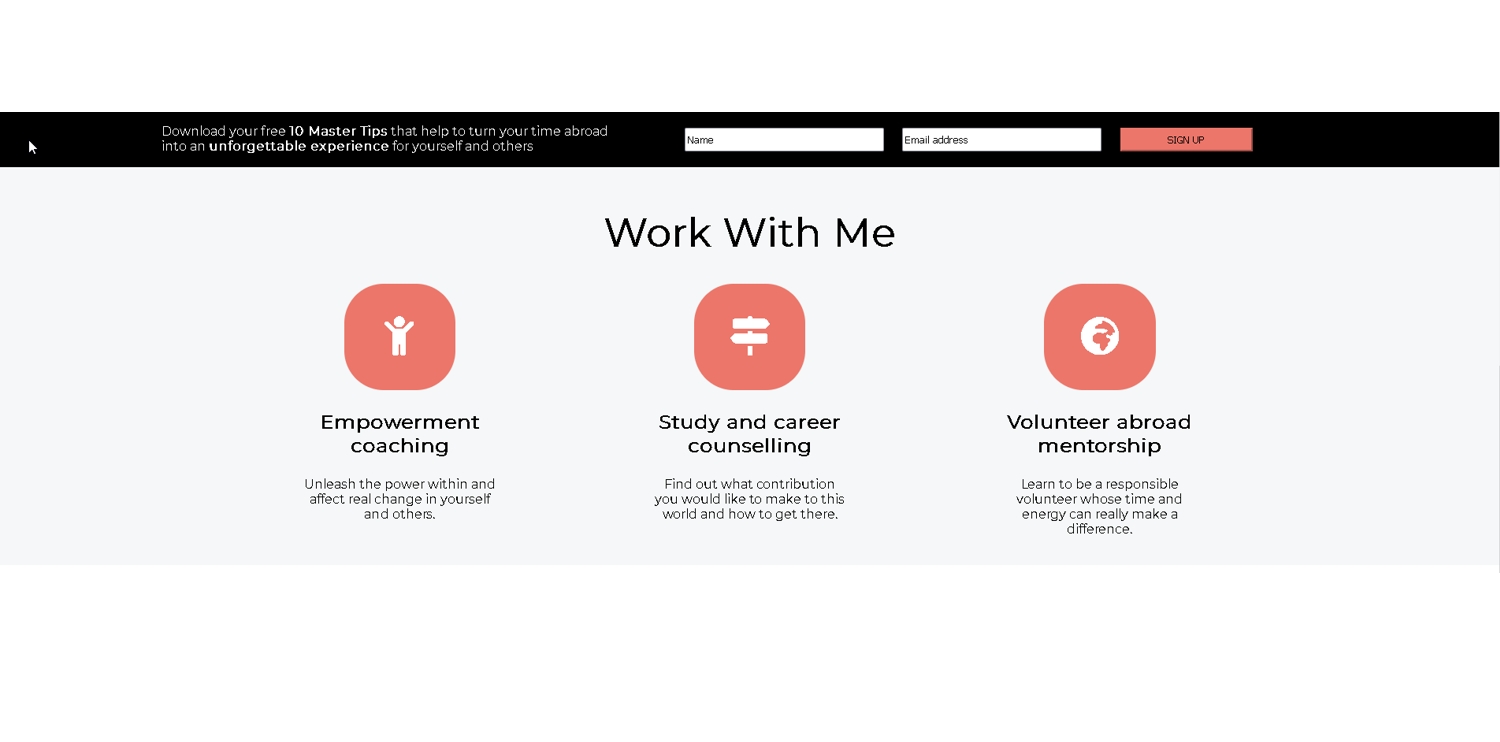 Download your free 10 Master Tips that help to turn your time abroad
into an unforgettable experience for yourself and others
Name
Email address
SIGN UP
Work With Me
Empowerment
coaching
Unleash the power within and
affect real change in yourself
and others.
Study and career
counselling
Find out what contribution
you would like to make to this
world and how to get there.
Volunteer abroad
mentorship
Learn to be a responsible
volunteer whose time and
energy can really make a
difference.